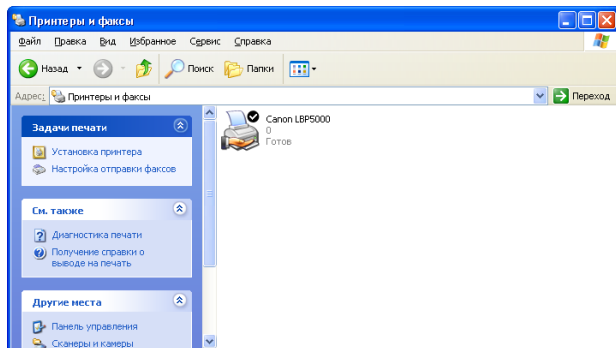 Принтеры и факсы
Файл Правка Вид Избранное Сервис Справка
Назад Поиск Папки
Адрес: Принтеры и факсы Переход
Задачи печати
Установка принтера
Настройка отправки факсов
См. также
Диагностика печати
Получение справки о
выводе на печать
Другие места
Панель управления
Сканеры и камеры
Canon LBP5000
0
Готов